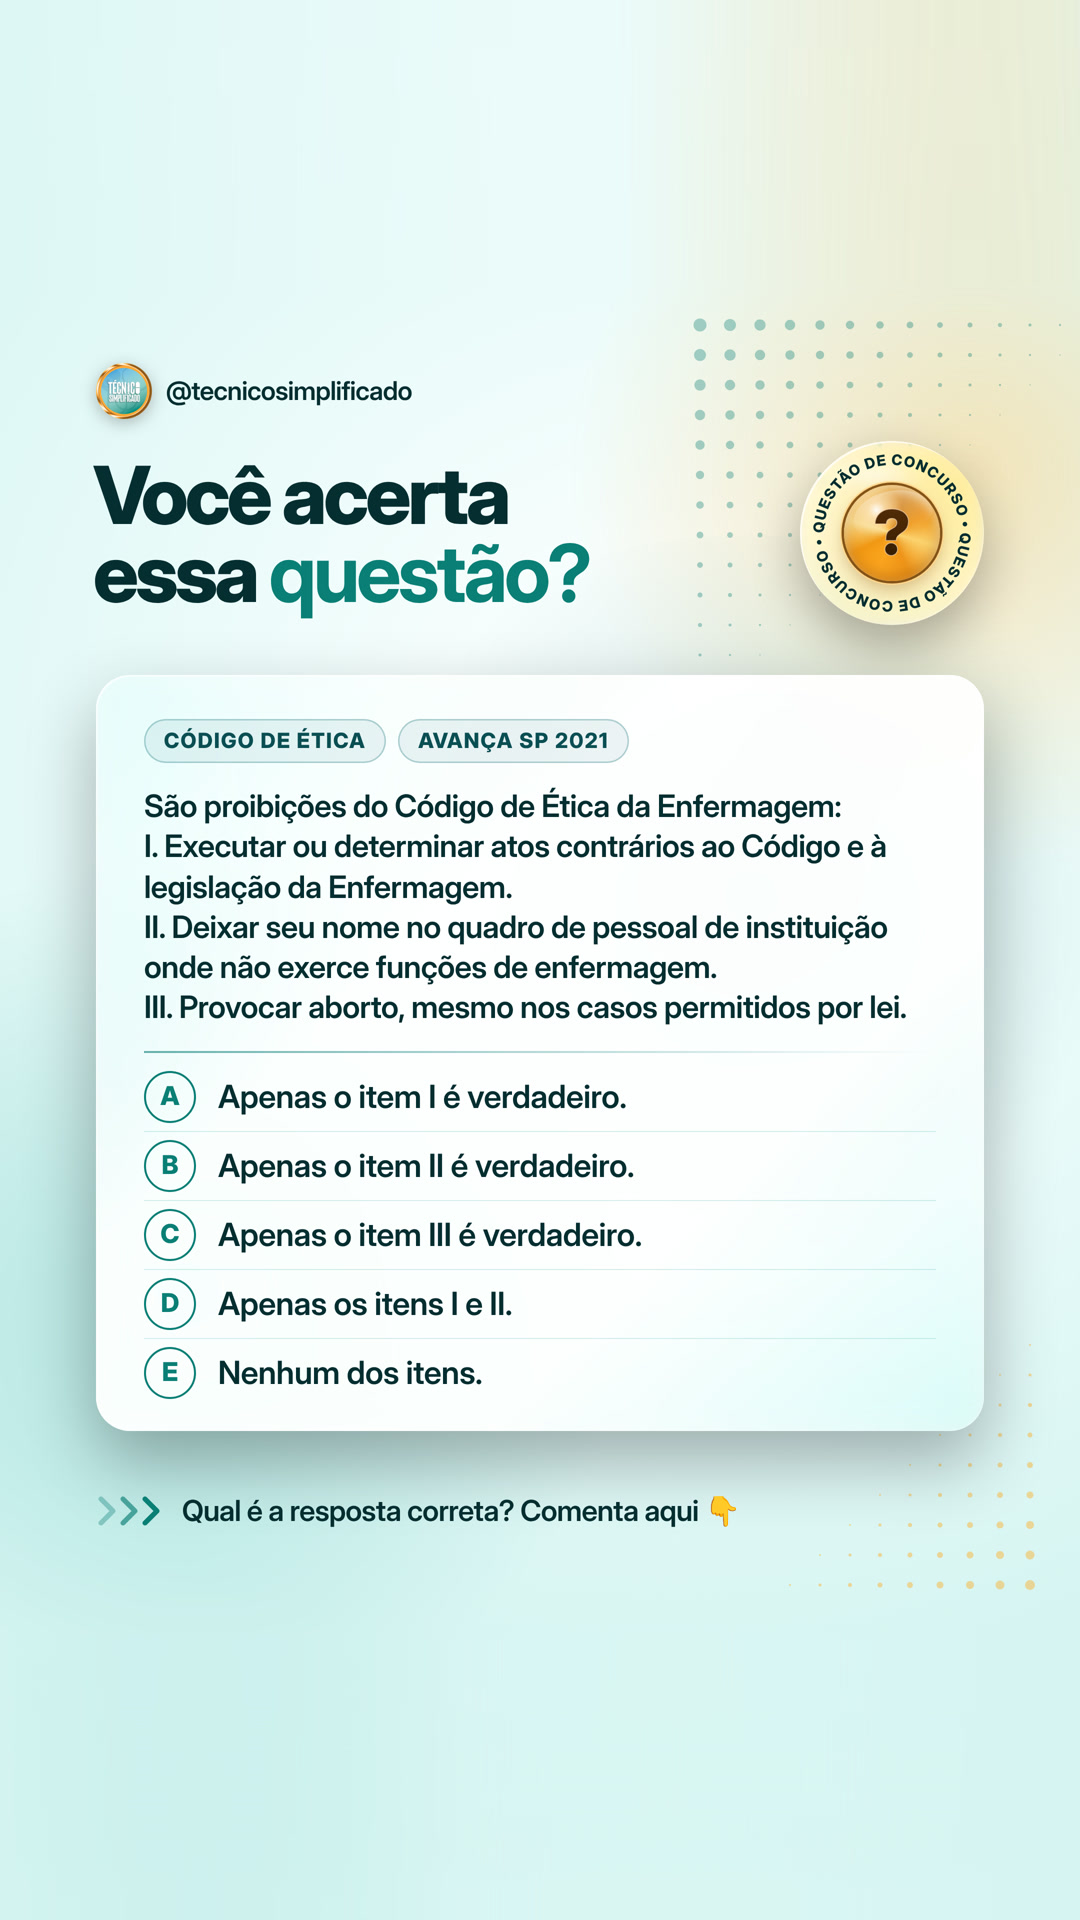 TÉCNICO
SIMPLIFICADO
@tecnicosimplificado
Você acerta
essa questão?
QUESTÃO DE CONCURSO • QUESTÃO DE CONCURSO •
?
CÓDIGO DE ÉTICA
AVANÇA SP 2021
São proibições do Código de Ética da Enfermagem:
I. Executar ou determinar atos contrários ao Código e à
legislação da Enfermagem.
II. Deixar seu nome no quadro de pessoal de instituição
onde não exerce funções de enfermagem.
III. Provocar aborto, mesmo nos casos permitidos por lei.
A Apenas o item I é verdadeiro.
B Apenas o item II é verdadeiro.
C Apenas o item III é verdadeiro.
D Apenas os itens I e II.
E Nenhum dos itens.
Qual é a resposta correta? Comenta aqui 👇